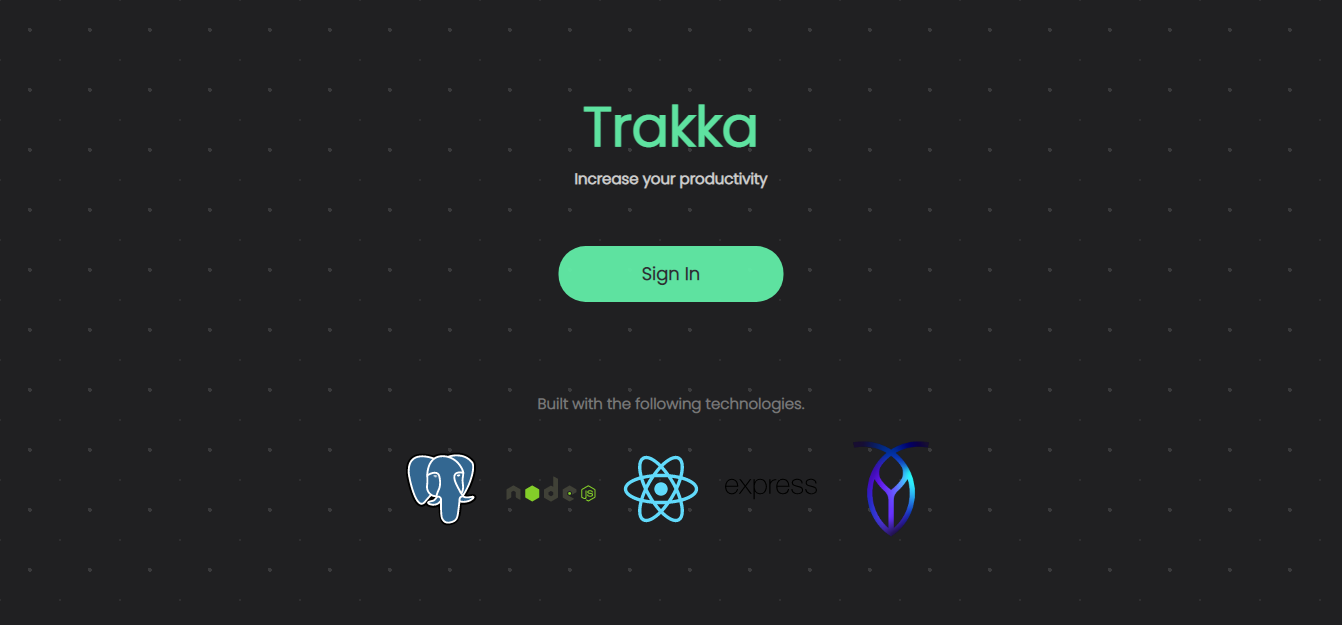 Trakka
Increase your productivity
Sign In
Built with the following technologies.
node
JS
express